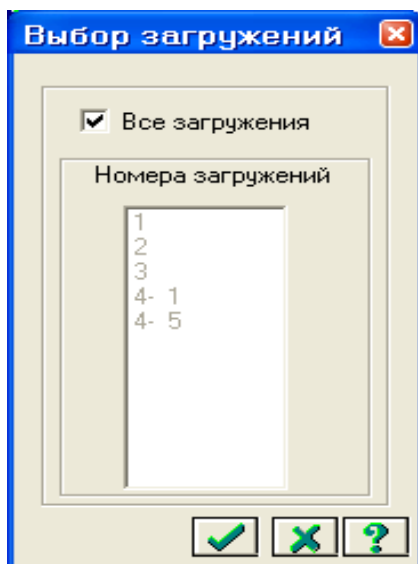 Выбор загружений
Все загружения
Номера загружений
1
2
3
4- 1
4- 5